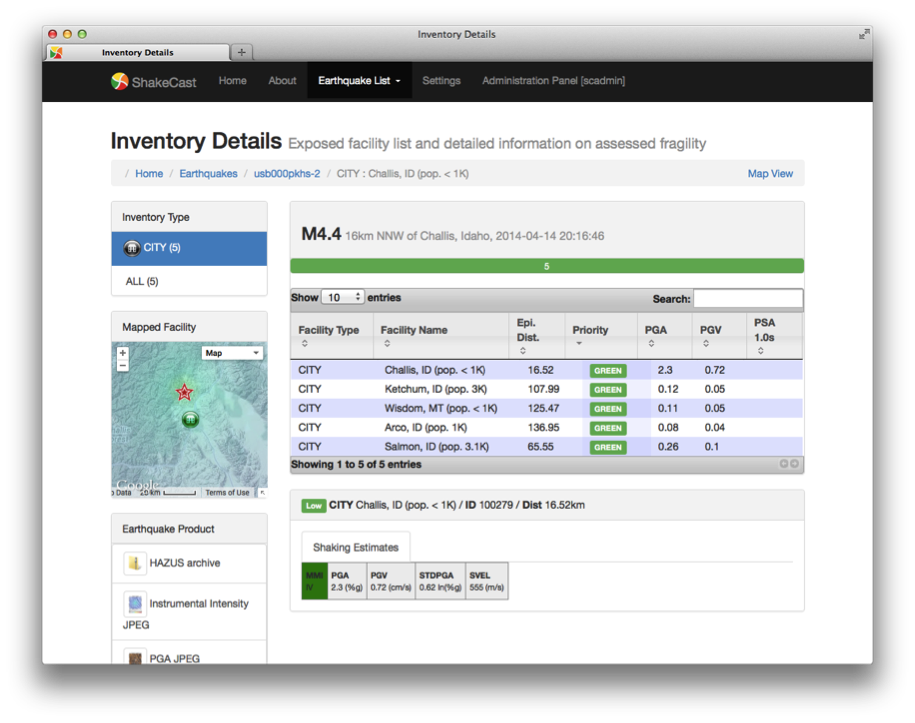 Inventory Details
Inventory Details
+
ShakeCast Home About Earthquake List Settings Administration Panel [scadmin]
Inventory Details Exposed facility list and detailed information on assessed fragility
/ Home / Earthquakes / usb000pkhs-2 / CITY : Challis, ID (pop. < 1K) Map View
Inventory Type
CITY (5)
ALL (5)
Mapped Facility
+
−
Map
Google
Data 20 km Terms of Use
Earthquake Product
HAZUS archive
Instrumental Intensity
JPEG
PGA JPEG
M4.4 16km NNW of Challis, Idaho, 2014-04-14 20:16:46
5
Show 10 entries Search:
Facility Type Facility Name Epi. Dist. Priority PGA PGV PSA 1.0s
CITY Challis, ID (pop. < 1K) 16.52 GREEN 2.3 0.72
CITY Ketchum, ID (pop. 3K) 107.99 GREEN 0.12 0.05
CITY Wisdom, MT (pop. < 1K) 125.47 GREEN 0.11 0.05
CITY Arco, ID (pop. 1K) 136.95 GREEN 0.08 0.04
CITY Salmon, ID (pop. 3.1K) 65.55 GREEN 0.26 0.1
Showing 1 to 5 of 5 entries
Low CITY Challis, ID (pop. < 1K) / ID 100279 / Dist 16.52km
Shaking Estimates
MMI PGA PGV STDPGA SVEL
IV 2.3 (%g) 0.72 (cm/s) 0.62 ln(%g) 555 (m/s)